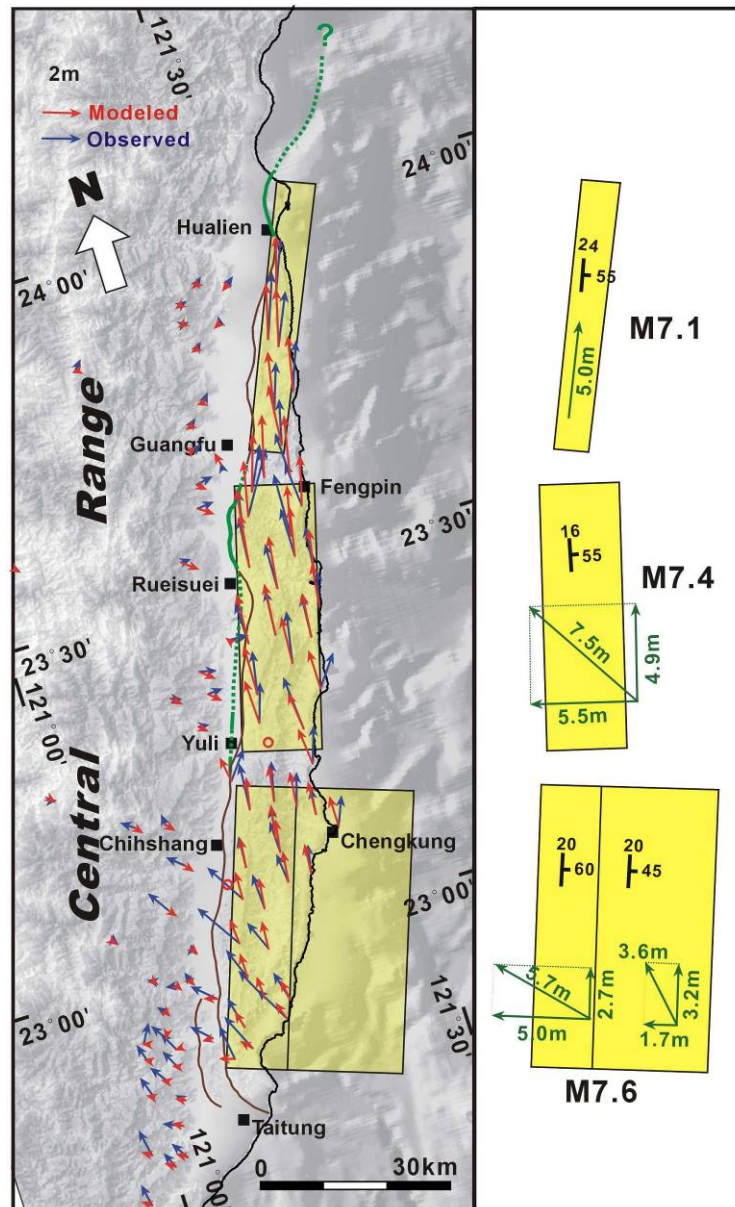 121°30'
?
2m
Modeled
Observed
N
24°00'
Hualien
24°00'
Range
Guangfu
Fengpin
23°30'
Rueisuei
23°30'
121°00'
Yuli
Central
Chihshang
Chengkung
23°00'
23°00'
121°30'
Taitung
121°00'
0 30km
24
55
M7.1
5.0m
16
55
M7.4
7.5m
4.9m
5.5m
20
60
20
45
3.6m
5.7m
2.7m
3.2m
5.0m
1.7m
M7.6